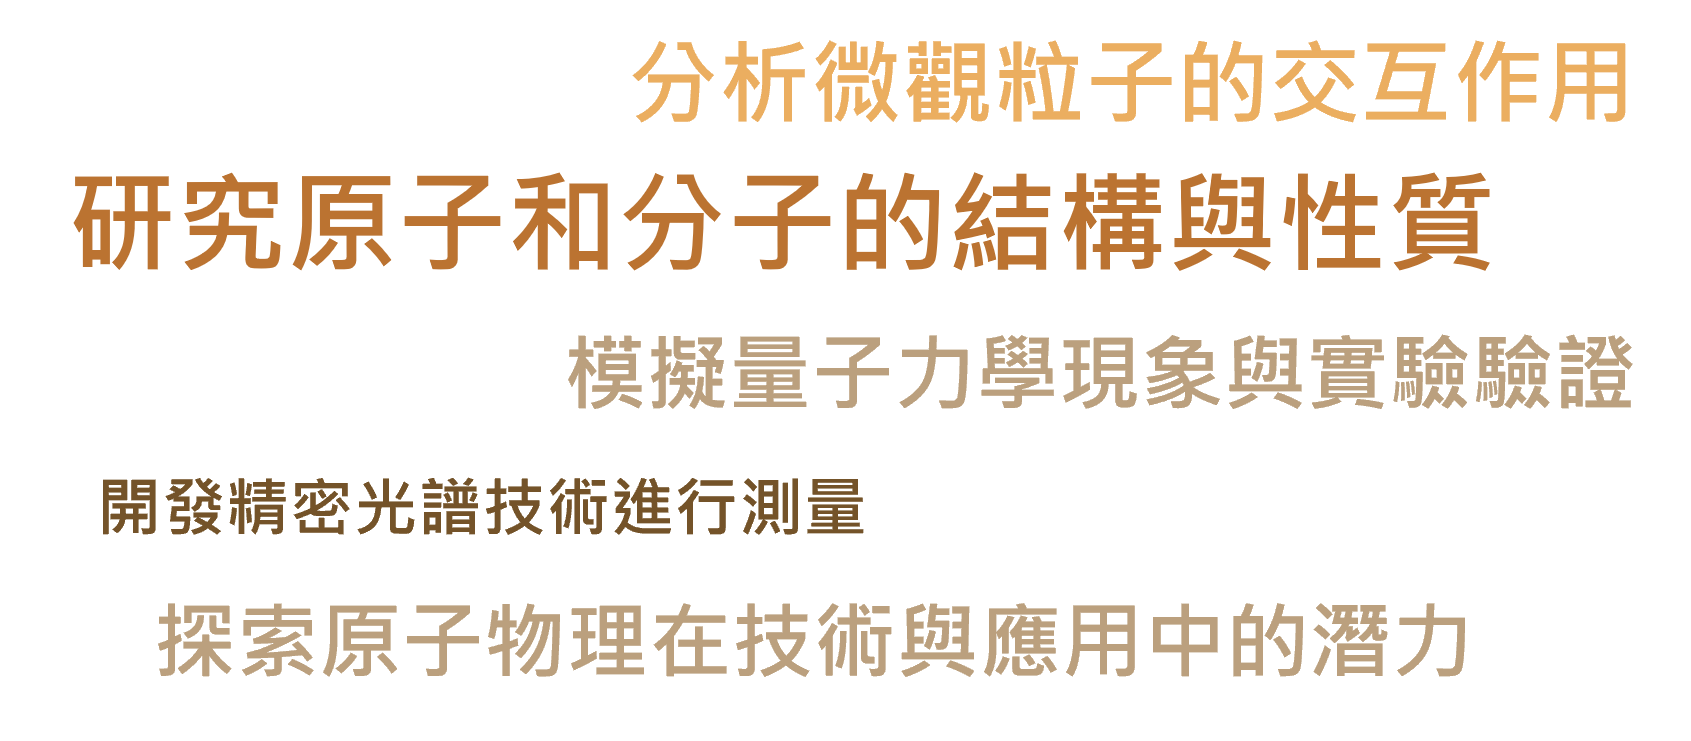 分析微觀粒子的交互作用
研究原子和分子的結構與性質
模擬量子力學現象與實驗驗證
開發精密光譜技術進行測量
探索原子物理在技術與應用中的潛力